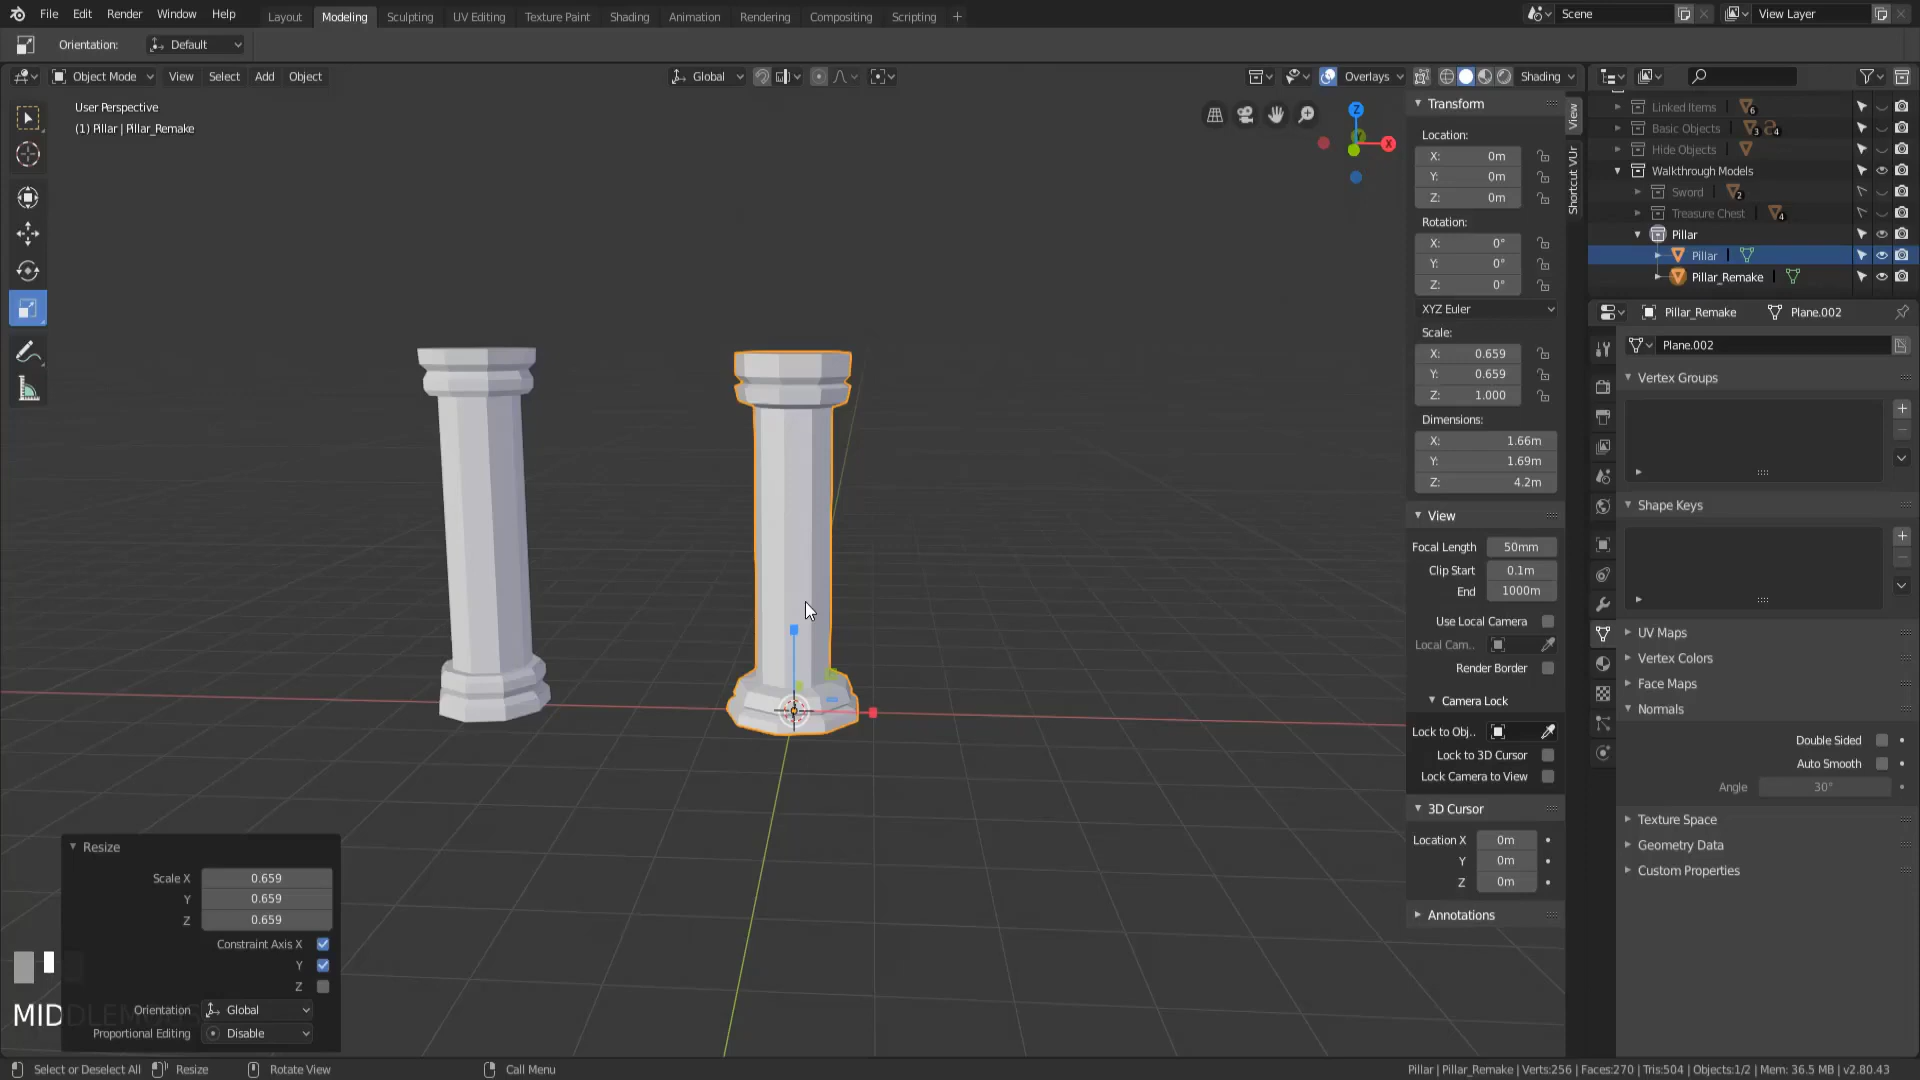 File Edit Render Window Help Layout Modeling Sculpting UV Editing Texture Paint Shading Animation Rendering Compositing Scripting + Scene View Layer
Orientation: Default
Object Mode View Select Add Object Global Overlays Shading
User Perspective
(1) Pillar | Pillar_Remake
Z
Y
X
View
Shortcut VUr
Transform
Location:
X: 0m
Y: 0m
Z: 0m
Rotation:
X: 0°
Y: 0°
Z: 0°
XYZ Euler
Scale:
X: 0.659
Y: 0.659
Z: 1.000
Dimensions:
X: 1.66m
Y: 1.69m
Z: 4.2m
View
Focal Length 50mm
Clip Start 0.1m
End 1000m
Use Local Camera
Local Cam..
Render Border
Camera Lock
Lock to Obj..
Lock to 3D Cursor
Lock Camera to View
3D Cursor
Location X 0m
Y 0m
Z 0m
Annotations
Linked Items 6
Basic Objects 3 4
Hide Objects
Walkthrough Models
Sword 2
Treasure Chest 4
Pillar
Pillar
Pillar_Remake
Pillar_Remake Plane.002
Plane.002
Vertex Groups
Shape Keys
UV Maps
Vertex Colors
Face Maps
Normals
Double Sided
Auto Smooth
Angle 30°
Texture Space
Geometry Data
Custom Properties
Resize
Scale X 0.659
Y 0.659
Z 0.659
Constraint Axis X
Y
Z
Orientation Global
Proportional Editing Disable
Select or Deselect All Resize Rotate View Call Menu Pillar | Pillar_Remake | Verts:256 | Faces:270 | Tris:504 | Objects:1/2 | Mem: 36.5 MB | v2.80.43